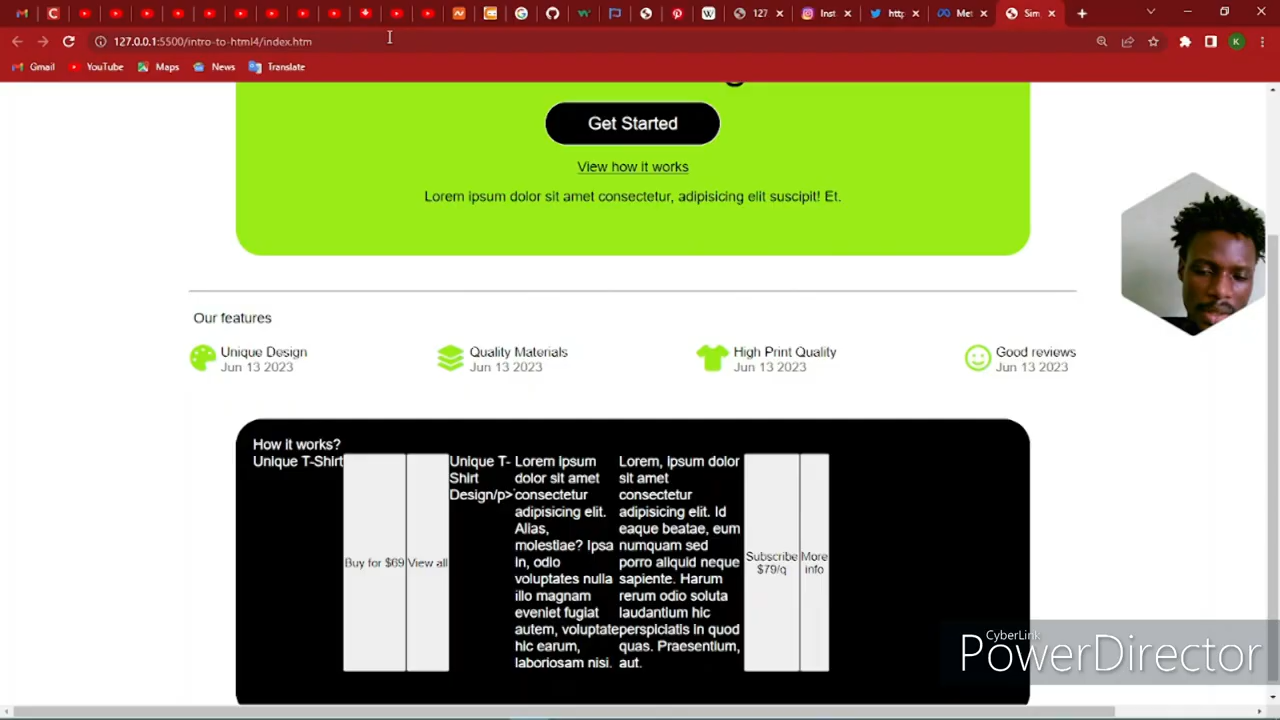 127
Inst
http
Met
Sim
127.0.0.1:5500/intro-to-html4/index.htm
K
Gmail
YouTube
Maps
News
Translate
Get Started
View how it works
Lorem ipsum dolor sit amet consectetur, adipisicing elit suscipit! Et.
Our features
Unique Design
Jun 13 2023
Quality Materials
Jun 13 2023
High Print Quality
Jun 13 2023
Good reviews
Jun 13 2023
How it works?
Unique T-Shirt
Buy for $69
View all
Unique T-
Shirt
Design/p>
Lorem ipsum
dolor sit amet
consectetur
adipisicing elit.
Alias,
molestiae? Ipsa
in, odio
voluptates nulla
illo magnam
eveniet fugiat
autem, voluptate
hic earum,
laboriosam nisi.
Lorem, ipsum dolor
sit amet
consectetur
adipisicing elit. Id
eaque beatae, eum
numquam sed
porro aliquid neque
sapiente. Harum
rerum odio soluta
laudantium hic
perspiciatis in quod
quas. Praesentium,
aut.
Subscribe
$79/q
More
info
CyberLink
PowerDirector